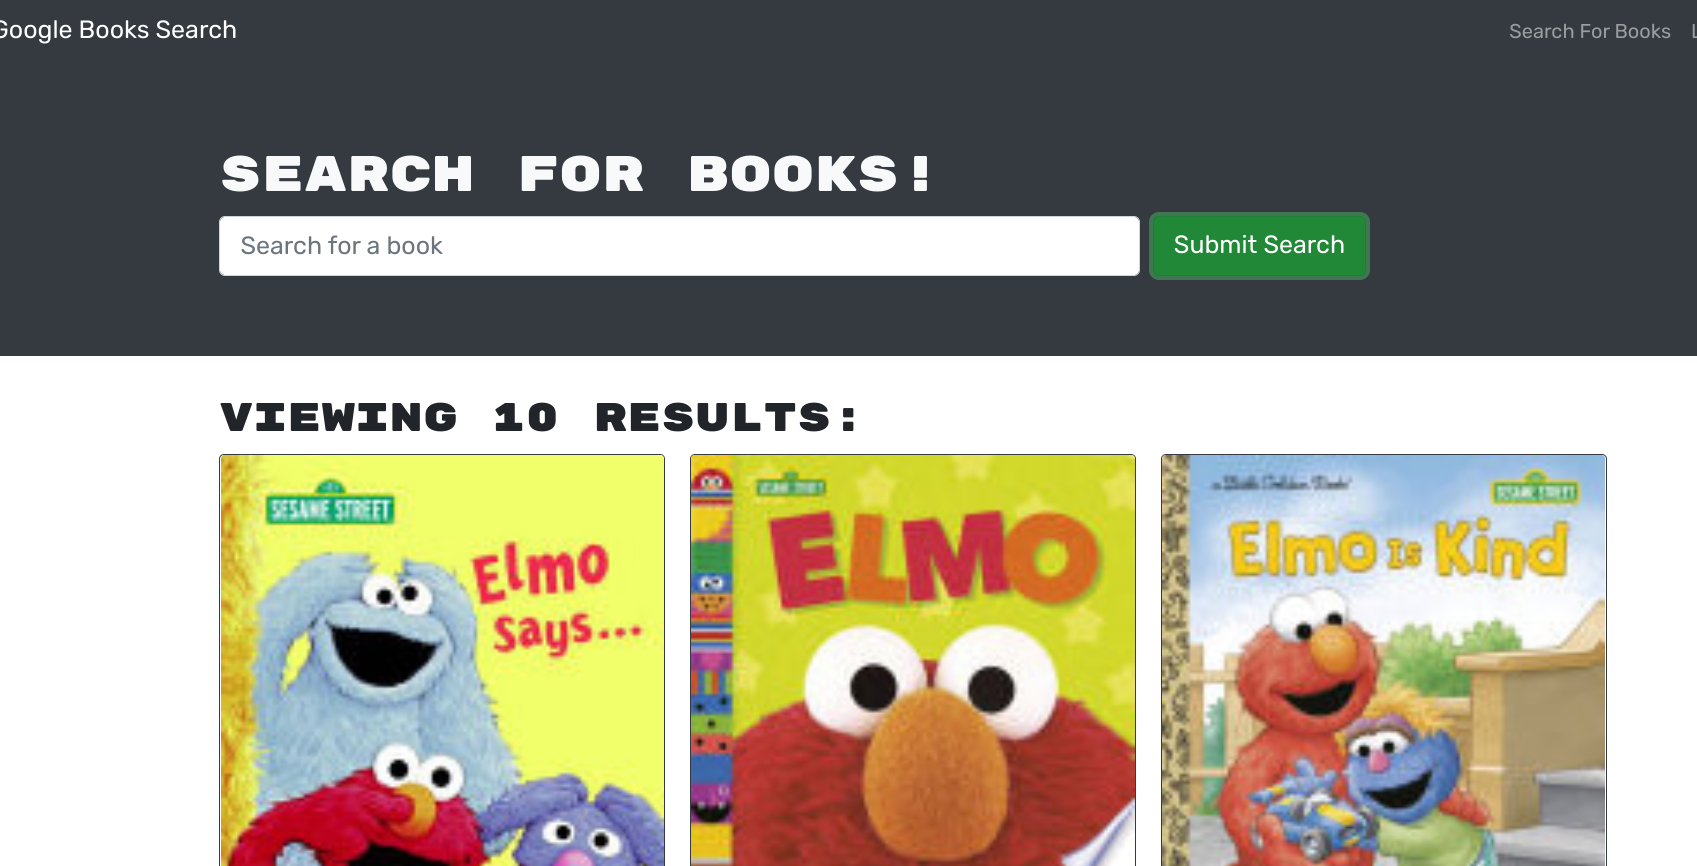 Google Books Search
Search For Books
SEARCH FOR BOOKS!
Search for a book
Submit Search
VIEWING 10 RESULTS:
SESAME STREET
Elmo
says...
SESAME STREET
ELMO
a Little Golden Book
SESAME STREET
Elmo Is Kind